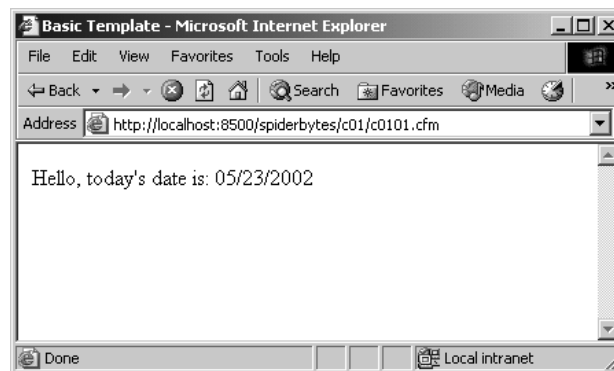 Basic Template - Microsoft Internet Explorer
File Edit View Favorites Tools Help
Back Search Favorites Media »
Address http://localhost:8500/spiderbytes/c01/c0101.cfm
Hello, today's date is: 05/23/2002
Done Local intranet